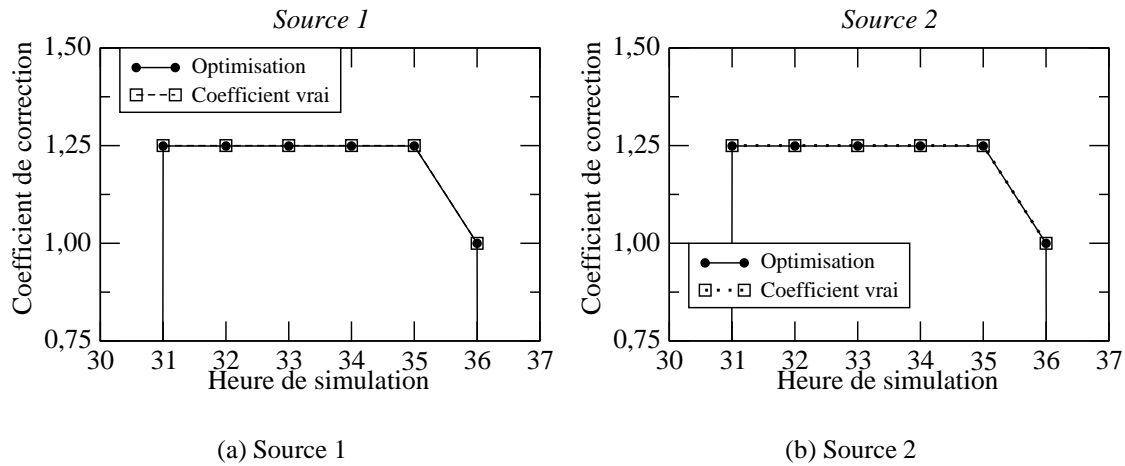 Source 1
1,50
1,25
1,00
0,75
Coefficient de correction
Optimisation
Coefficient vrai
30 31 32 33 34 35 36 37
Heure de simulation
(a) Source 1
Source 2
1,50
1,25
1,00
0,75
Coefficient de correction
Optimisation
Coefficient vrai
30 31 32 33 34 35 36 37
Heure de simulation
(b) Source 2